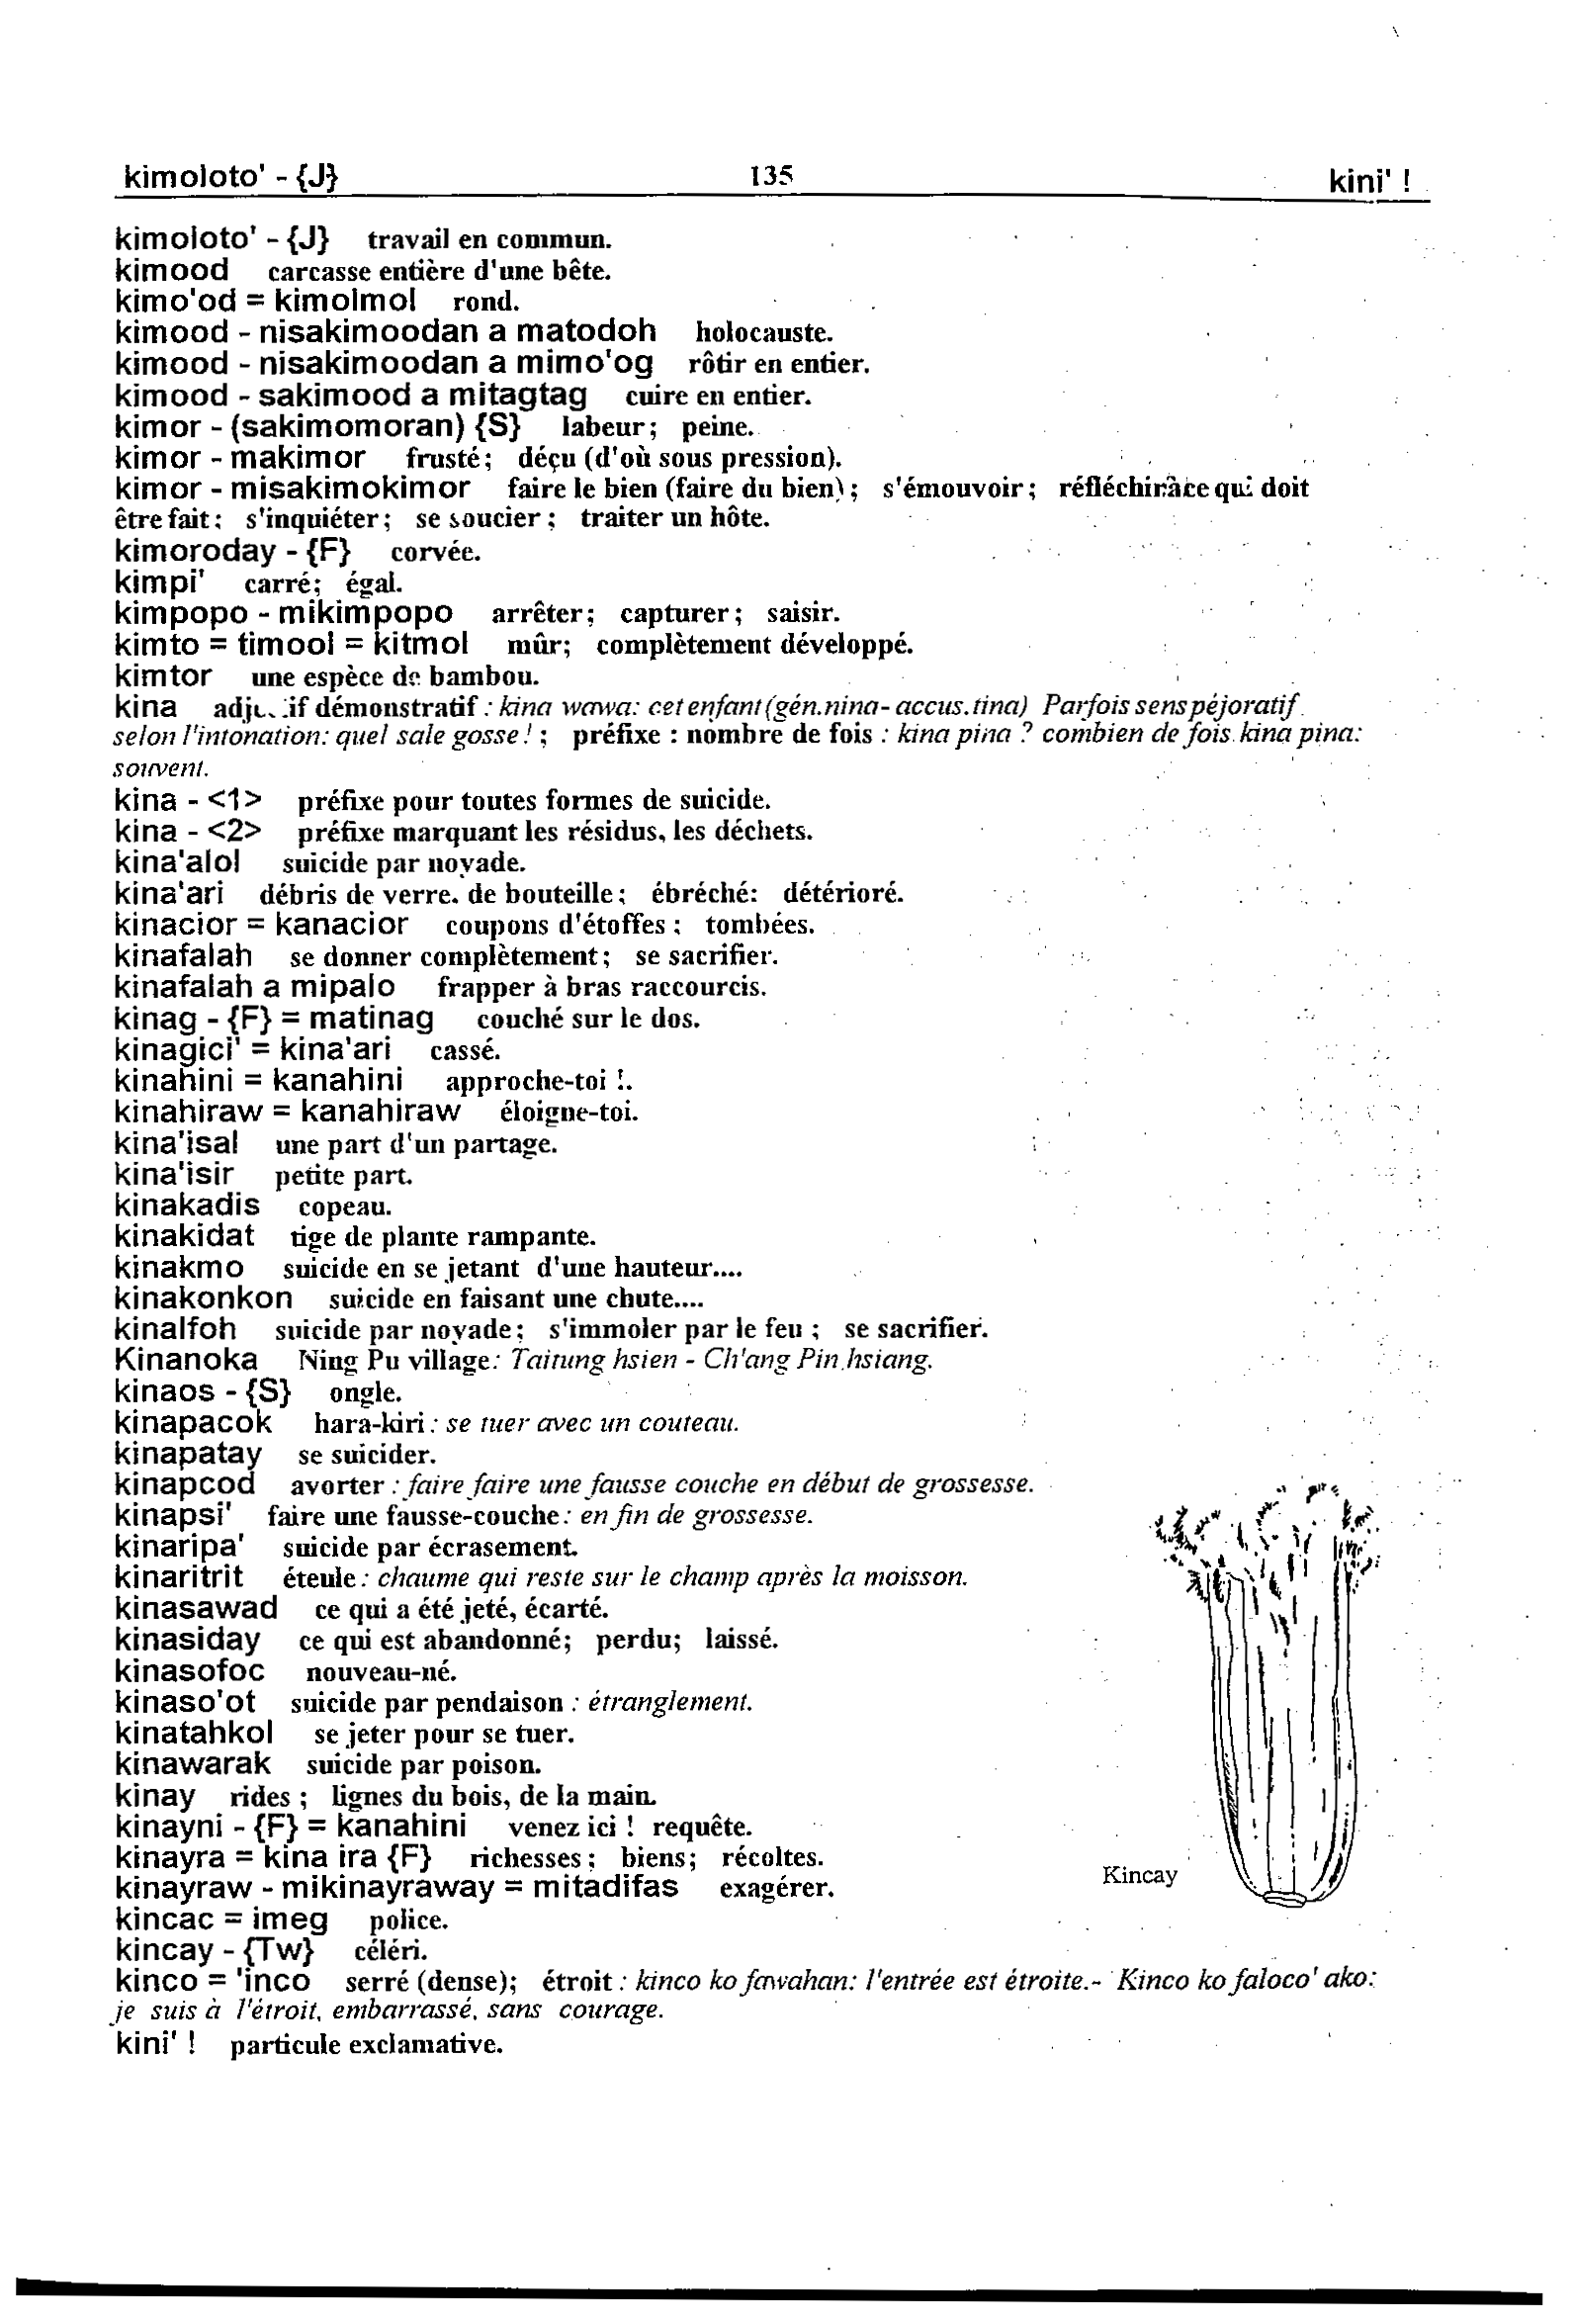 kimoloto' - {J} 135 kini' !
kimoloto' - {J} travail en commun.
kimood carcasse entière d'une bête.
kimo'od = kimolmol rond.
kimood - nisakimoodan a matodoh holocauste.
kimood - nisakimoodan a mimo'og rôtir en entier.
kimood - sakimood a mitagtag cuire en entier.
kimor - (sakimomoran) {S} labeur; peine.
kimor - makimor frusté; déçu (d'où sous pression).
kimor - misakimokimor faire le bien (faire du bien); s'émouvoir; réfléchir à ce qui doit
être fait; s'inquiéter; se soucier; traiter un hôte.
kimoroday - {F} corvée.
kimpi' carré; égal.
kimpopo - mikimpopo arrêter; capturer; saisir.
kimto = timool = kitmol mûr; complètement développé.
kimtor une espèce de bambou.
kina adjectif démonstratif : kina wawa: cet enfant (gén.nina- accus.tina) Parfois sens péjoratif
selon l'intonation: quel sale gosse ! ; préfixe : nombre de fois : kina pina ? combien de fois. kina pina:
souvent.
kina - <1> préfixe pour toutes formes de suicide.
kina - <2> préfixe marquant les résidus, les déchets.
kina'alol suicide par noyade.
kina'ari débris de verre, de bouteille; ébréché: détérioré.
kinacior = kanacior coupons d'étoffes ; tombées.
kinafalah se donner complètement; se sacrifier.
kinafalah a mipalo frapper à bras raccourcis.
kinag - {F} = matinag couché sur le dos.
kinagici' = kina'ari cassé.
kinahini = kanahini approche-toi !.
kinahiraw = kanahiraw éloigne-toi.
kina'isal une part d'un partage.
kina'isir petite part.
kinakadis copeau.
kinakidat tige de plante rampante.
kinakmo suicide en se jetant d'une hauteur....
kinakonkon suicide en faisant une chute....
kinalfoh suicide par noyade; s'immoler par le feu ; se sacrifier.
Kinanoka Ning Pu village: Taitung hsien - Ch'ang Pin hsiang.
kinaos - {S} ongle.
kinapacok hara-kiri : se tuer avec un couteau.
kinapatay se suicider.
kinapcod avorter : faire faire une fausse couche en début de grossesse.
kinapsi' faire une fausse-couche : en fin de grossesse.
kinaripa' suicide par écrasement.
kinaritrit éteule : chaume qui reste sur le champ après la moisson.
kinasawad ce qui a été jeté, écarté.
kinasiday ce qui est abandonné; perdu; laissé.
kinasofoc nouveau-né.
kinaso'ot suicide par pendaison : étranglement.
kinatahkol se jeter pour se tuer.
kinawarak suicide par poison.
kinay rides ; lignes du bois, de la main.
kinayni - {F} = kanahini venez ici ! requête.
kinayra = kina ira {F} richesses ; biens; récoltes.
Kincay
kinayraw - mikinayraway = mitadifas exagérer.
kincac = imeg police.
kincay - {Tw} céléri.
kinco = 'inco serré (dense); étroit : kinco ko fawahan: l'entrée est étroite.- Kinco ko faloco' ako:
je suis à l'étroit, embarrassé, sans courage.
kini' ! particule exclamative.